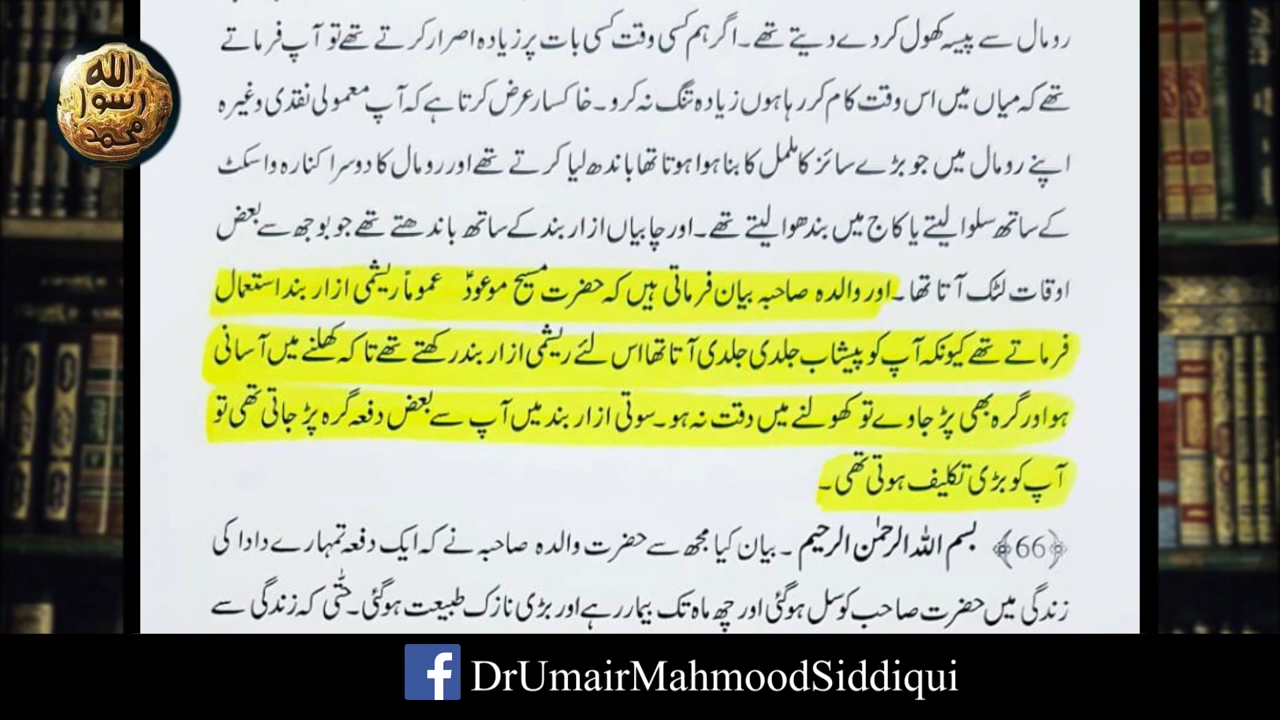 رومال سے پیسہ کھول کر دے دیتے تھے۔ اگر ہم کسی وقت کسی بات پر زیادہ اصرار کرتے تھے تو آپ فرماتے
تھے کہ میاں میں اس وقت کام کر رہا ہوں زیادہ تنگ نہ کرو۔ خاکسار عرض کرتا ہے کہ آپ معمولی نقدی وغیرہ
اپنے رومال میں جو بڑے سائز کا ململ کا بنا ہوا ہوتا تھا باندھ لیا کرتے تھے اور رومال کا دوسرا کنارہ واسکٹ
کے ساتھ سلوا لیتے یا کاج میں بندھوا لیتے تھے۔ اور چابیاں ازار بند کے ساتھ باندھتے تھے جو بوجھ سے بعض
اوقات لٹک آتا تھا۔ اور والدہ صاحبہ بیان فرماتی ہیں کہ حضرت مسیح موعودؑ عموماً ریشمی ازار بند استعمال
فرماتے تھے کیونکہ آپ کو پیشاب جلدی جلدی آتا تھا اس لئے ریشمی ازار بند رکھتے تھے تا کہ کھلنے میں آسانی
ہو اور گرہ بھی پڑ جاوے تو کھولنے میں دقت نہ ہو۔ سوتی ازار بند میں آپ سے بعض دفعہ گرہ پڑ جاتی تھی تو
آپ کو بڑی تکلیف ہوتی تھی۔
﴿66﴾ بسم اللہ الرحمٰن الرحیم ۔ بیان کیا مجھ سے حضرت والدہ صاحبہ نے کہ ایک دفعہ تمہارے دادا کی
زندگی میں حضرت صاحب کو سل ہو گئی اور چھ ماہ تک بیمار رہے اور بڑی نازک طبیعت ہو گئی۔ حتّٰی کہ زندگی سے
الله
رسول
محمد
f DrUmairMahmoodSiddiqui